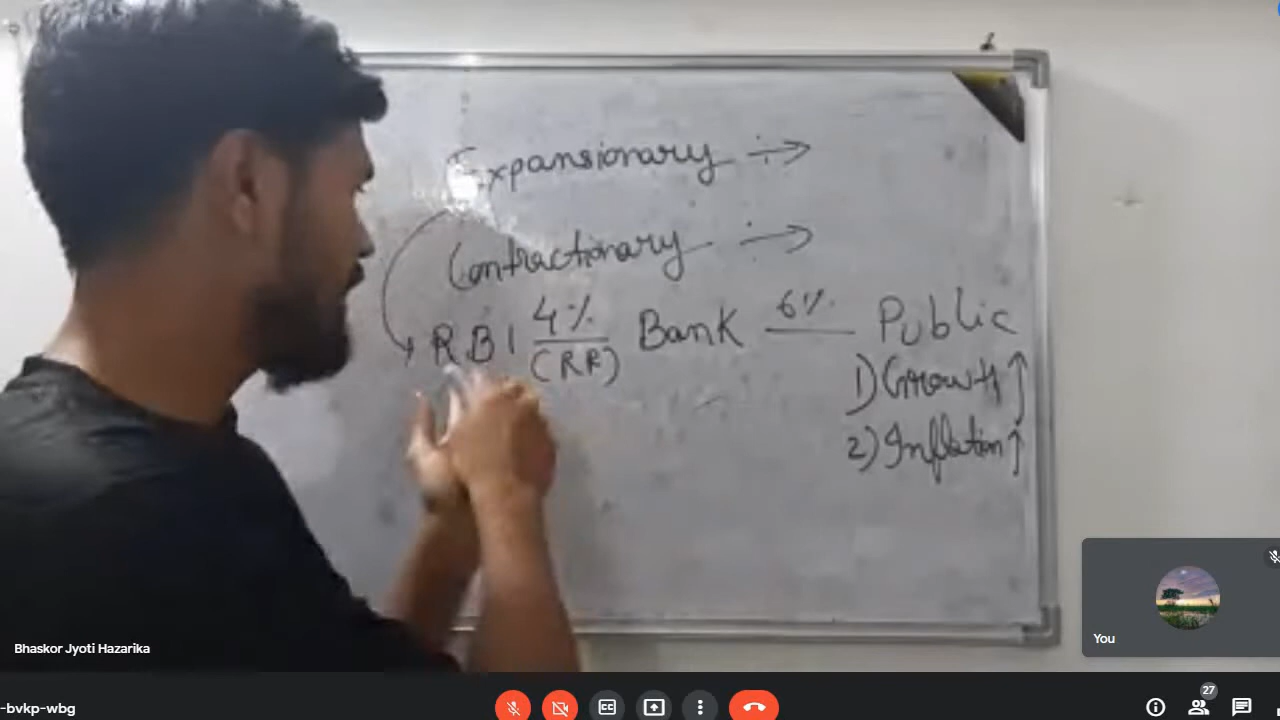 Expansionary ÷→
Contractionary ÷→
RBI 4% Bank 6% Public
(RR)
1) Growth ↑
2) Inflation ↑
You
Bhaskor Jyoti Hazarika
-bvkp-wbg
CC
27